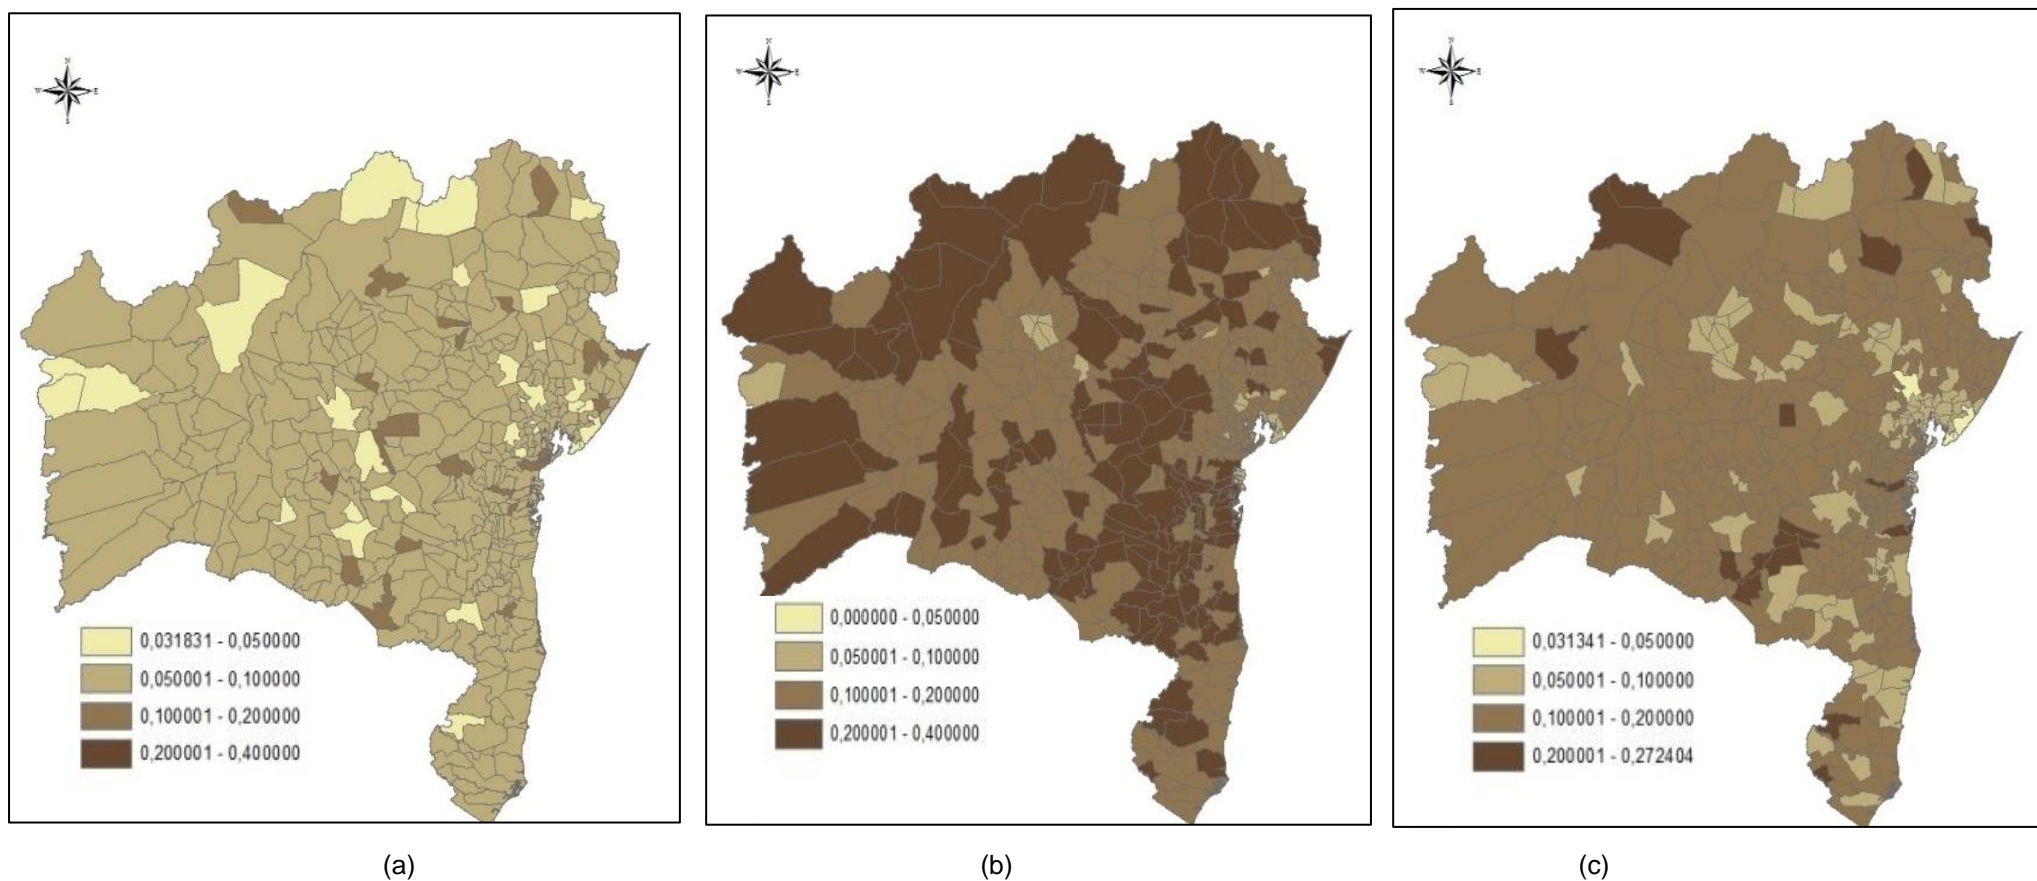 N
W E
S
0,031831 - 0,050000
0,050001 - 0,100000
0,100001 - 0,200000
0,200001 - 0,400000
(a)
N
W E
S
0,000000 - 0,050000
0,050001 - 0,100000
0,100001 - 0,200000
0,200001 - 0,400000
(b)
N
W E
S
0,031341 - 0,050000
0,050001 - 0,100000
0,100001 - 0,200000
0,200001 - 0,272404
(c)